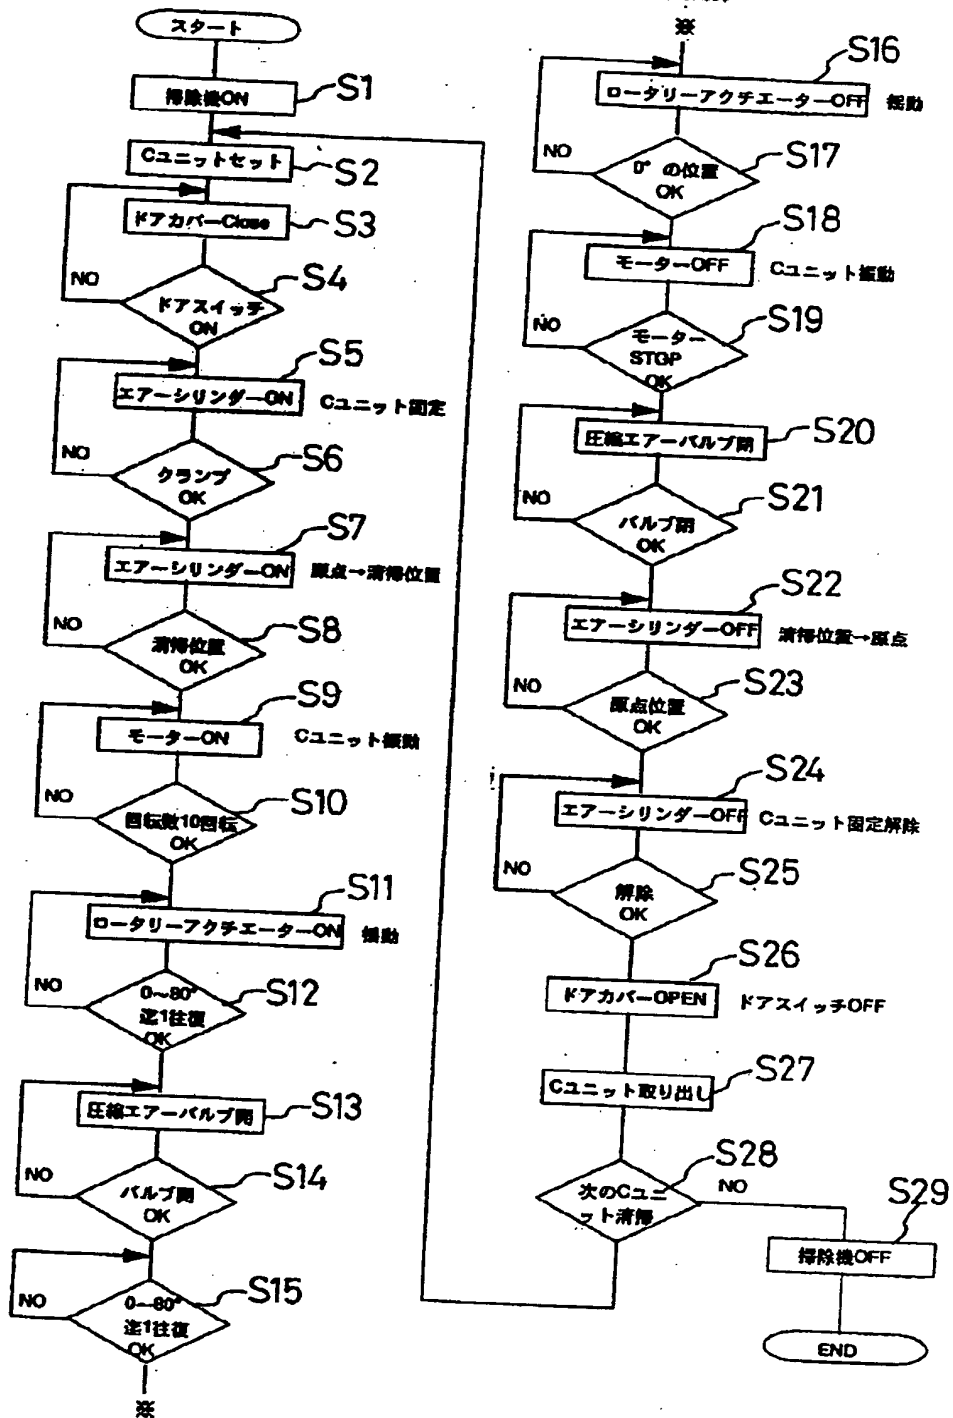 スタート
掃除機ON
S1
Cユニットセット
S2
ドアカバーClose
S3
NO
ドアスイッチ
ON
S4
エアーシリンダーON
S5
Cユニット固定
NO
クランプ
OK
S6
エアーシリンダーON
S7
原点→清掃位置
NO
清掃位置
OK
S8
モーターON
S9
Cユニット振動
NO
回転数10回転
OK
S10
ロータリーアクチエーターON
S11
揺動
NO
0～80°
迄1往復
OK
S12
圧縮エアーバルブ開
S13
NO
バルブ開
OK
S14
NO
0～80°
迄1往復
OK
S15
※
※
ロータリーアクチエーターOFF
S16
揺動
NO
0°の位置
OK
S17
モーターOFF
S18
Cユニット振動
NO
モーター
STOP
OK
S19
圧縮エアーバルブ閉
S20
NO
バルブ閉
OK
S21
エアーシリンダーOFF
S22
清掃位置→原点
NO
原点位置
OK
S23
エアーシリンダーOFF
S24
Cユニット固定解除
NO
解除
OK
S25
ドアカバーOPEN
S26
ドアスイッチOFF
Cユニット取り出し
S27
次のCユニ
ット清掃
S28
NO
掃除機OFF
S29
END